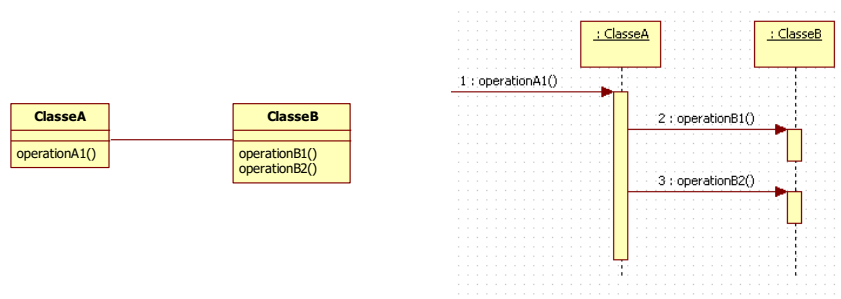 ClasseA
operationA1()
ClasseB
operationB1()
operationB2()
: ClasseA
: ClasseB
1 : operationA1()
2 : operationB1()
3 : operationB2()